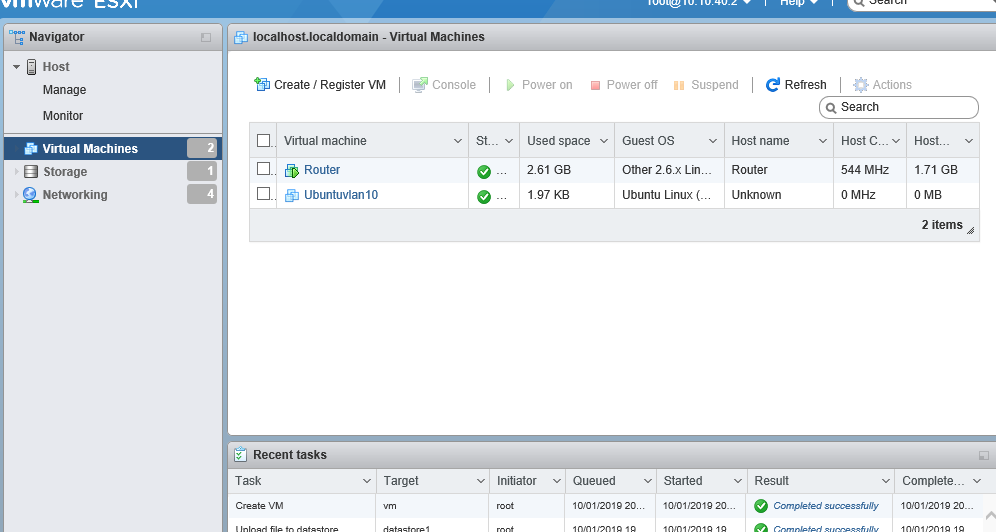 vmware ESXi
root@10.10.40.2
Help
Search
Navigator
Host
Manage
Monitor
Virtual Machines 2
Storage 1
Networking 4
localhost.localdomain - Virtual Machines
Create / Register VM Console Power on Power off Suspend Refresh Actions
Search
Virtual machine St... Used space Guest OS Host name Host C... Host...
Router ... 2.61 GB Other 2.6.x Lin... Router 544 MHz 1.71 GB
Ubuntuvlan10 ... 1.97 KB Ubuntu Linux (... Unknown 0 MHz 0 MB
2 items
Recent tasks
Task Target Initiator Queued Started Result Complete...
Create VM vm root 10/01/2019 20... 10/01/2019 20... Completed successfully 10/01/2019 20...
Upload file to datastore datastore1 root 10/01/2019 19... 10/01/2019 19... Completed successfully 10/01/2019 19...